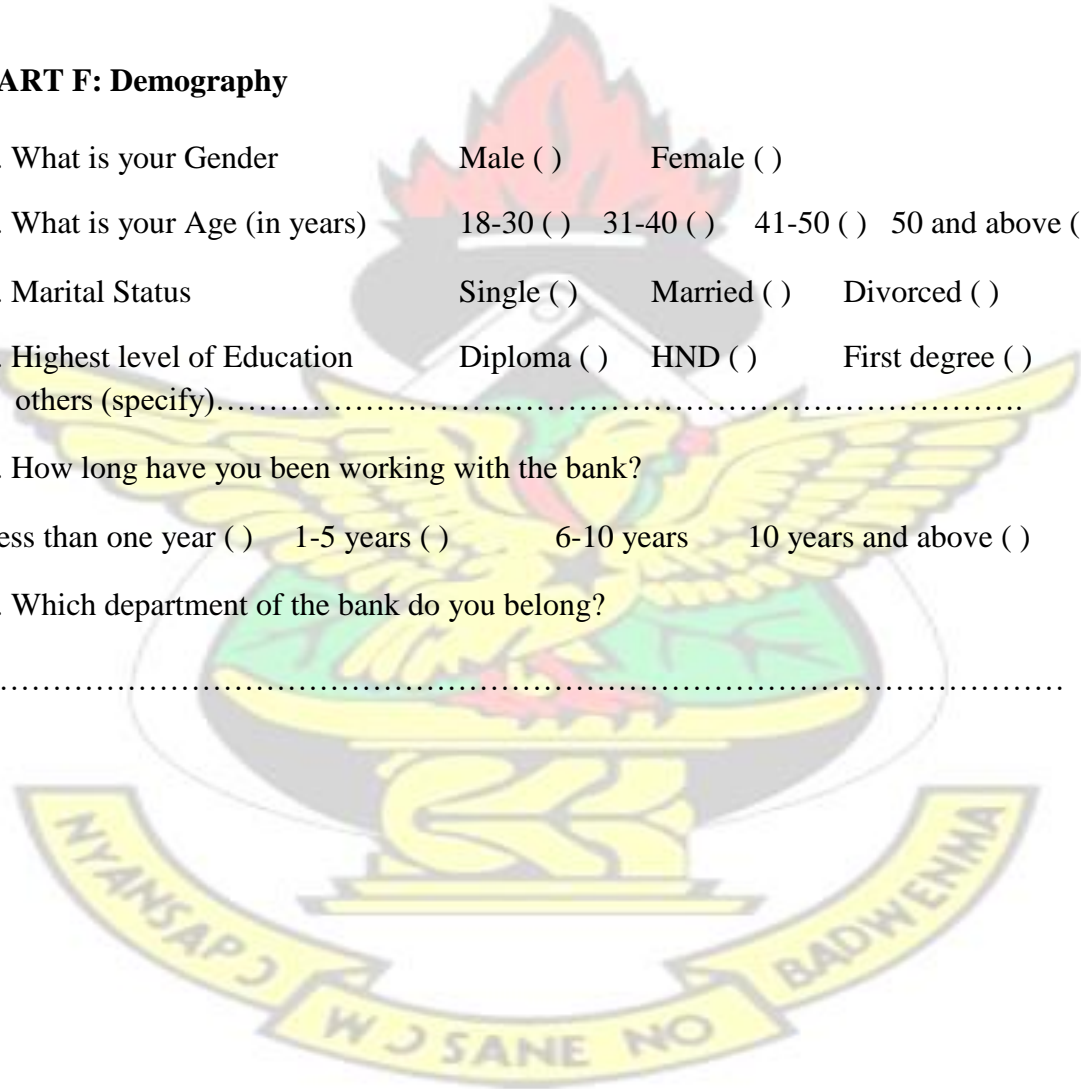 ART F: Demography
. What is your Gender Male ( ) Female ( )
. What is your Age (in years) 18-30 ( ) 31-40 ( ) 41-50 ( ) 50 and above (
. Marital Status Single ( ) Married ( ) Divorced ( )
. Highest level of Education Diploma ( ) HND ( ) First degree ( )
others (specify)…………………………………………………………………….
. How long have you been working with the bank?
ess than one year ( ) 1-5 years ( ) 6-10 years 10 years and above ( )
. Which department of the bank do you belong?
……………………………………………………………………………………………
NYANSAPƆ
WƆSANE NO
BADWENMA